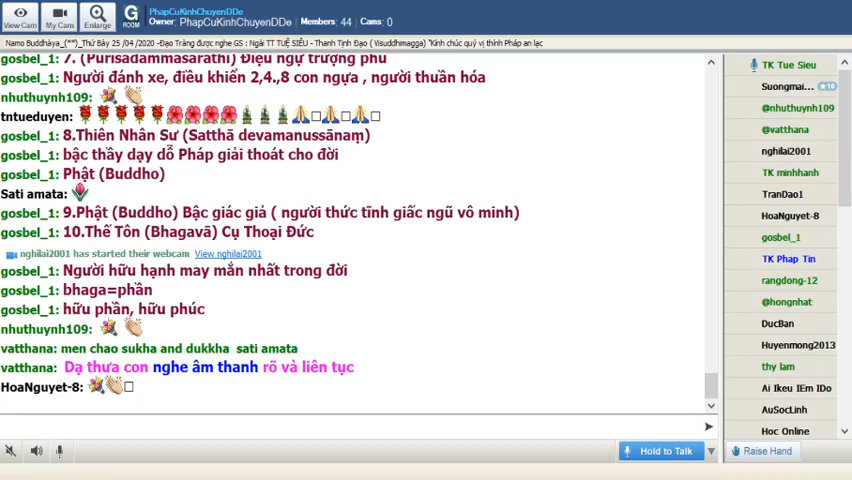 PhapCuKinhChuyenDDe
Owner: PhapCuKinhChuyenDDe Members: 44 Cams: 0
View Cam My Cam Enlarge G ROOM
Namo Buddhàya_(**)_Thứ Bảy 25 /04 /2020 -Đạo Tràng được nghe GS : Ngài TT TUỆ SIÊU - Thanh Tịnh Đạo ( Visuddhimagga) "Kính chúc quý vị thính Pháp an lạc
gosbel_1: 7. (Purisadammasārathi) Điệu ngự trượng phu
gosbel_1: Người đánh xe, điều khiển 2,4.,8 con ngựa , người thuần hóa
nhuthuynh109:
tntueduyen:
gosbel_1: 8.Thiên Nhân Sư (Satthā devamanussānaṃ)
gosbel_1: bậc thầy dạy dỗ Pháp giải thoát cho đời
gosbel_1: Phật (Buddho)
Sati amata:
gosbel_1: 9.Phật (Buddho) Bậc giác giả ( người thức tĩnh giấc ngũ vô minh)
gosbel_1: 10.Thế Tôn (Bhagavā) Cụ Thoại Đức
nghilai2001 has started their webcam View nghilai2001
gosbel_1: Người hữu hạnh may mắn nhất trong đời
gosbel_1: bhaga=phần
gosbel_1: hữu phần, hữu phúc
nhuthuynh109:
vatthana: men chao sukha and dukkha sati amata
vatthana: Dạ thưa con nghe âm thanh rõ và liên tục
HoaNguyet-8:
Hold to Talk
TK Tue Sieu
Suongmai... ★10
@nhuthuynh109
@vatthana
nghilai2001
TK minhhanh
TranDao1
HoaNguyet-8
gosbel_1
TK Phap Tin
rangdong-12
@hongnhat
DucBan
Huyenmong2013
thy lam
Ai Ikeu IEm IDo
AuSocLinh
Hoc Online
Raise Hand